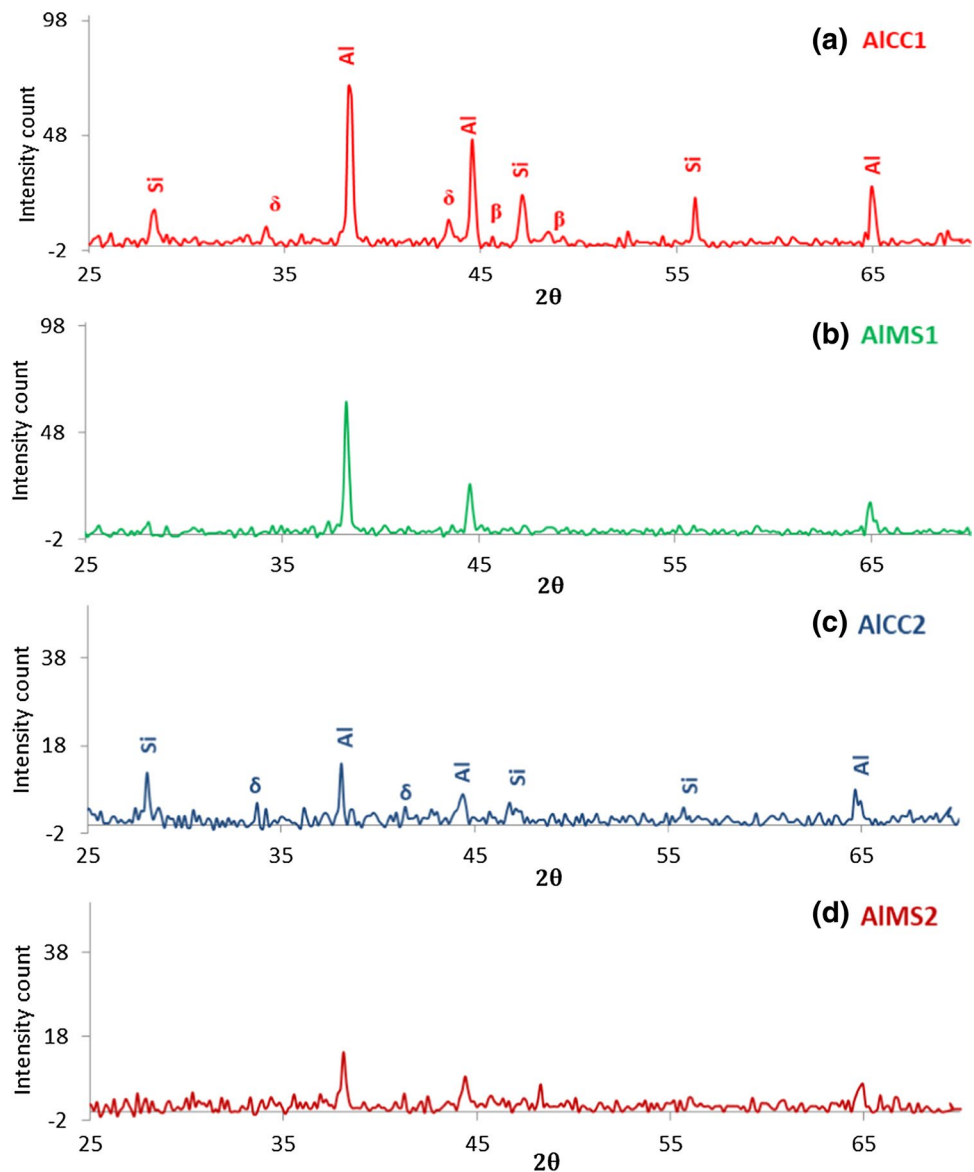 98
48
-2
Intensity count
(a) AlCC1
Si
δ
Al
δ
Al
β
Si
β
Si
Al
25 35 45 55 65
2θ
98
48
-2
Intensity count
(b) AlMS1
25 35 45 55 65
2θ
38
18
-2
Intensity count
(c) AlCC2
Si
δ
Al
δ
Al
Si
Si
Al
25 35 45 55 65
2θ
38
18
-2
Intensity count
(d) AlMS2
25 35 45 55 65
2θ